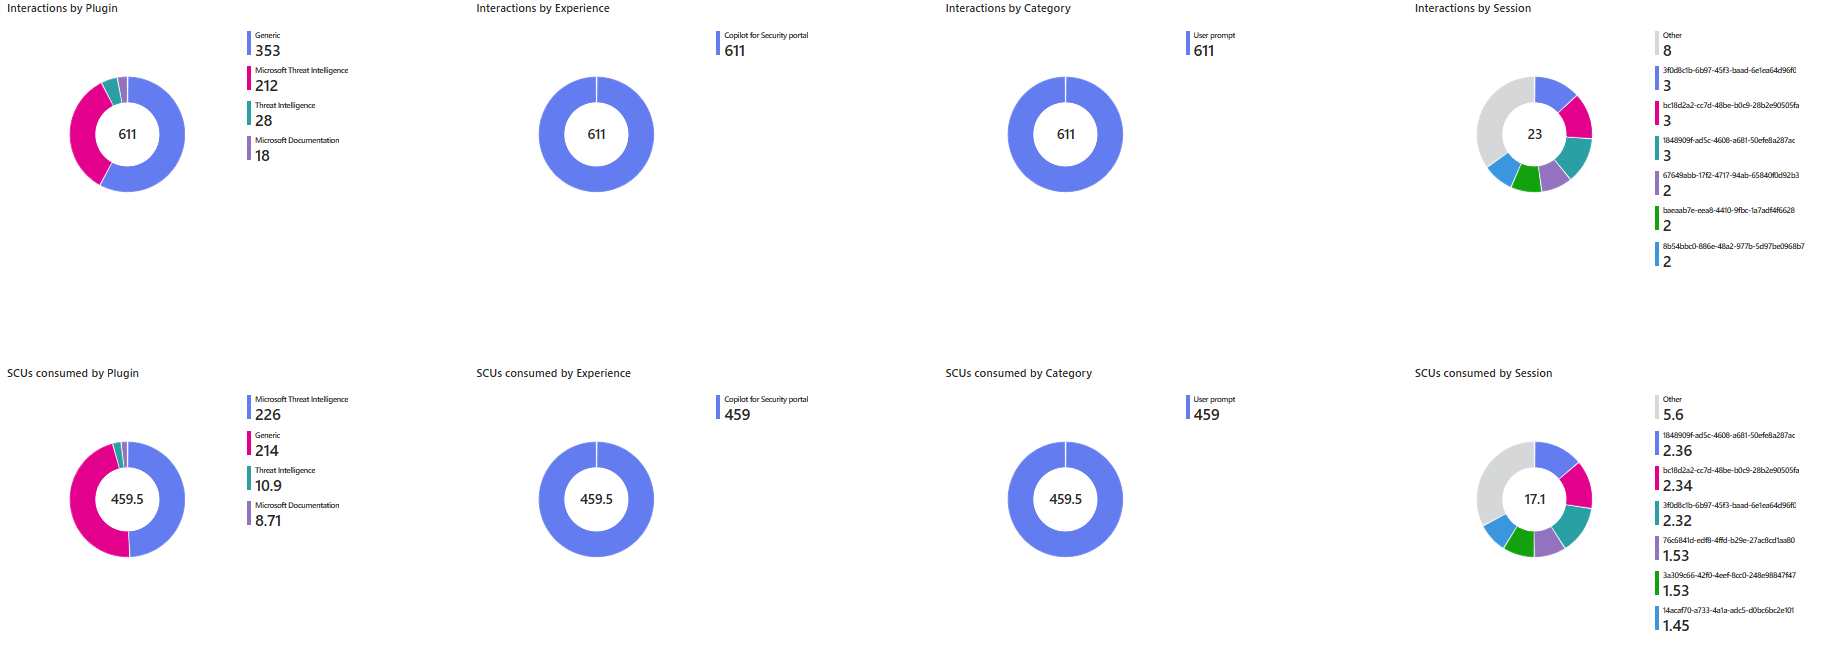 Interactions by Plugin
Generic
353
Microsoft Threat Intelligence
212
Threat Intelligence
28
Microsoft Documentation
18
611
Interactions by Experience
Copilot for Security portal
611
611
Interactions by Category
User prompt
611
611
Interactions by Session
Other
8
3f0d8c1b-6b97-45f3-baad-6e1ea64d96f0
3
bc18d2a2-cc7d-48be-b0c9-28b2e90505fa
3
1848909f-ad5c-4608-a681-50efe8a287ac
3
67649abb-17f2-4717-94ab-65840f0d92b3
2
baeaab7e-eea8-4410-9fbc-1a7adf4f6628
2
8b54bbc0-886e-48a2-977b-5d97be0968b7
2
23
SCUs consumed by Plugin
Microsoft Threat Intelligence
226
Generic
214
Threat Intelligence
10.9
Microsoft Documentation
8.71
459.5
SCUs consumed by Experience
Copilot for Security portal
459
459.5
SCUs consumed by Category
User prompt
459
459.5
SCUs consumed by Session
Other
5.6
1848909f-ad5c-4608-a681-50efe8a287ac
2.36
bc18d2a2-cc7d-48be-b0c9-28b2e90505fa
2.34
3f0d8c1b-6b97-45f3-baad-6e1ea64d96f0
2.32
76c6841d-edf8-4ffd-b29e-27ac8cd1aa80
1.53
3a309c66-42f0-4eef-8cc0-248e98847f47
1.53
14acaf70-a733-4a1a-adc5-d0bc6bc2e101
1.45
17.1